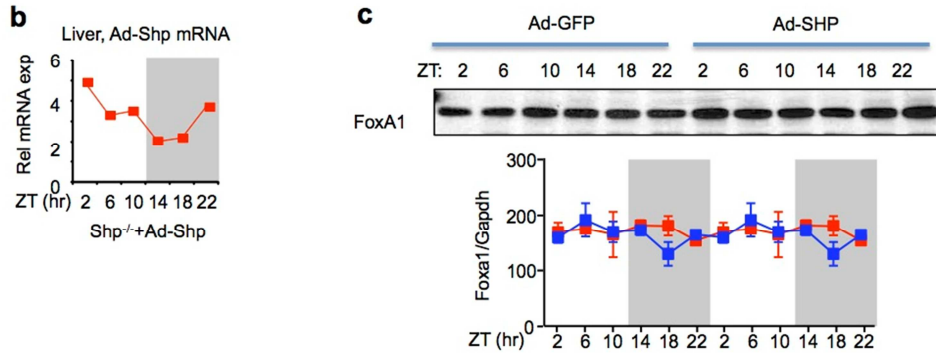 b
Liver, Ad-Shp mRNA
Rel mRNA exp
6
4
2
0
ZT (hr) 2 6 10 14 18 22
Shp-/-+Ad-Shp
c
Ad-GFP Ad-SHP
ZT: 2 6 10 14 18 22 2 6 10 14 18 22
FoxA1
Foxa1/Gapdh
300
200
100
0
ZT (hr) 2 6 10 14 18 22 2 6 10 14 18 22